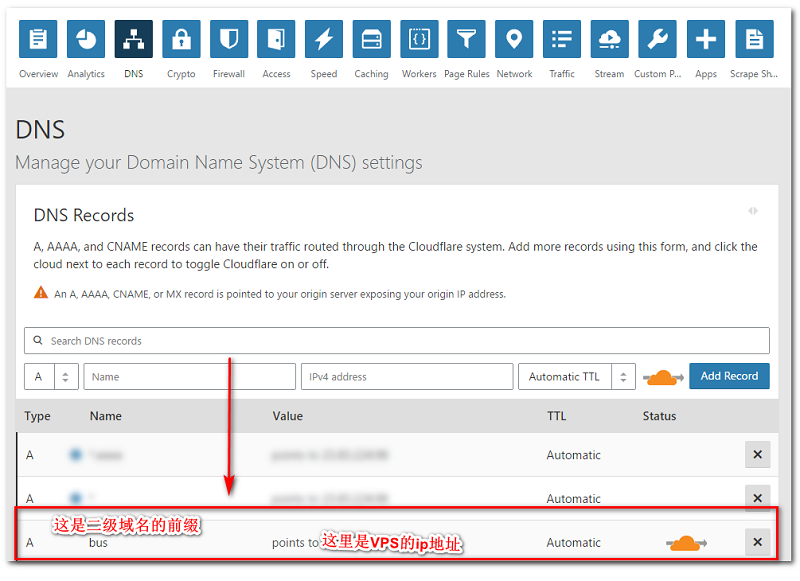 Overview Analytics DNS Crypto Firewall Access Speed Caching Workers Page Rules Network Traffic Stream Custom P... Apps Scrape Sh...
DNS
Manage your Domain Name System (DNS) settings
DNS Records
A, AAAA, and CNAME records can have their traffic routed through the Cloudflare system. Add more records using this form, and click the
cloud next to each record to toggle Cloudflare on or off.
An A, AAAA, CNAME, or MX record is pointed to your origin server exposing your origin IP address.
Search DNS records
A Name IPv4 address Automatic TTL Add Record
Type Name Value TTL Status
A Automatic
A Automatic
这是二级域名的前缀
A bus points to 这里是VPS的ip地址 Automatic